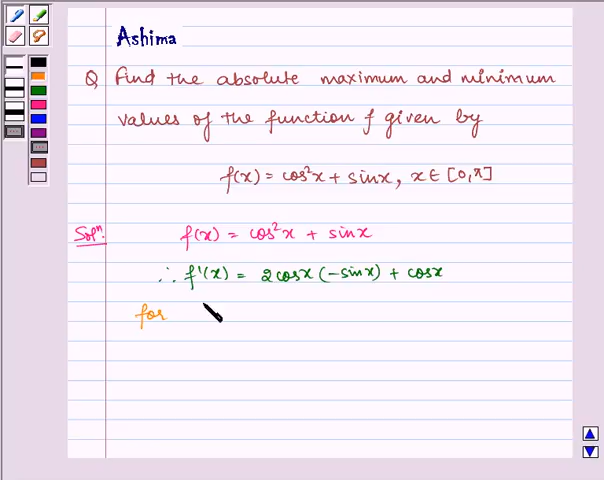 Ashima
Q Find the absolute maximum and minimum
values of the function f given by
f(x) = cos²x + sinx, x ∈ [0,π]
Solⁿ. f(x) = cos²x + sinx
∴ f'(x) = 2cosx (-sinx) + cosx
for